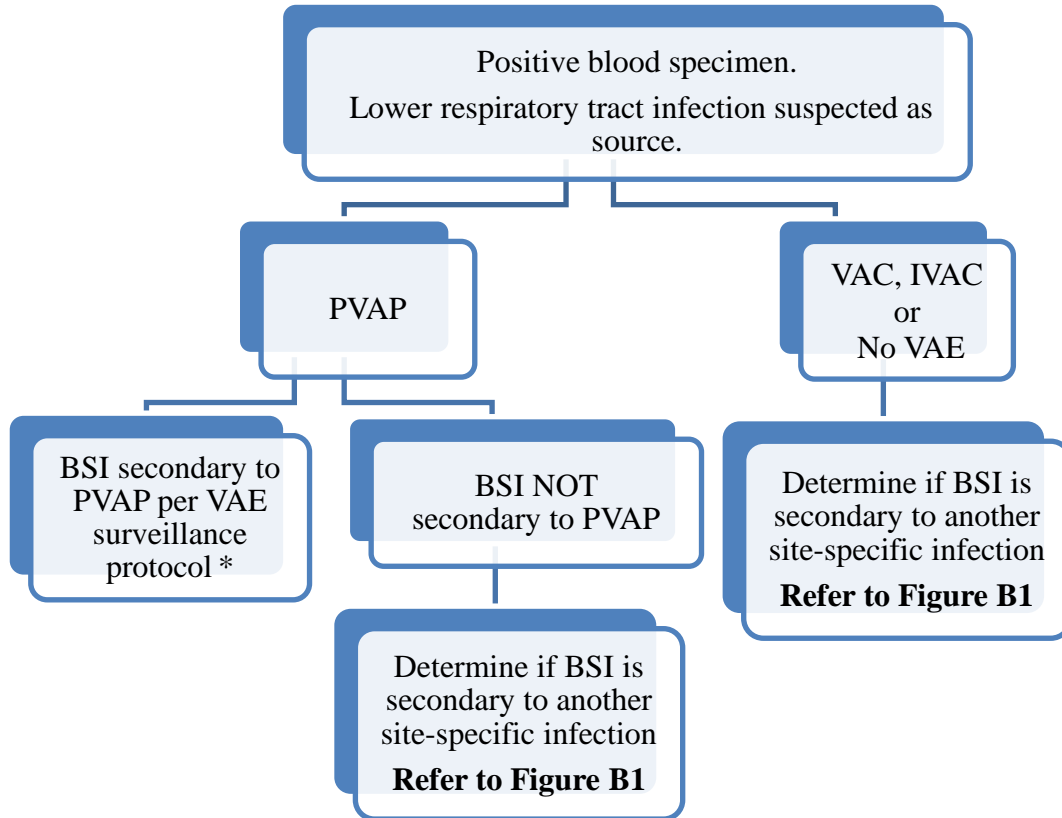 Positive blood specimen.
Lower respiratory tract infection suspected as
source.
PVAP
VAC, IVAC
or
No VAE
BSI secondary to
PVAP per VAE
surveillance
protocol *
BSI NOT
secondary to PVAP
Determine if BSI is
secondary to another
site-specific infection
Refer to Figure B1
Determine if BSI is
secondary to another
site-specific infection
Refer to Figure B1